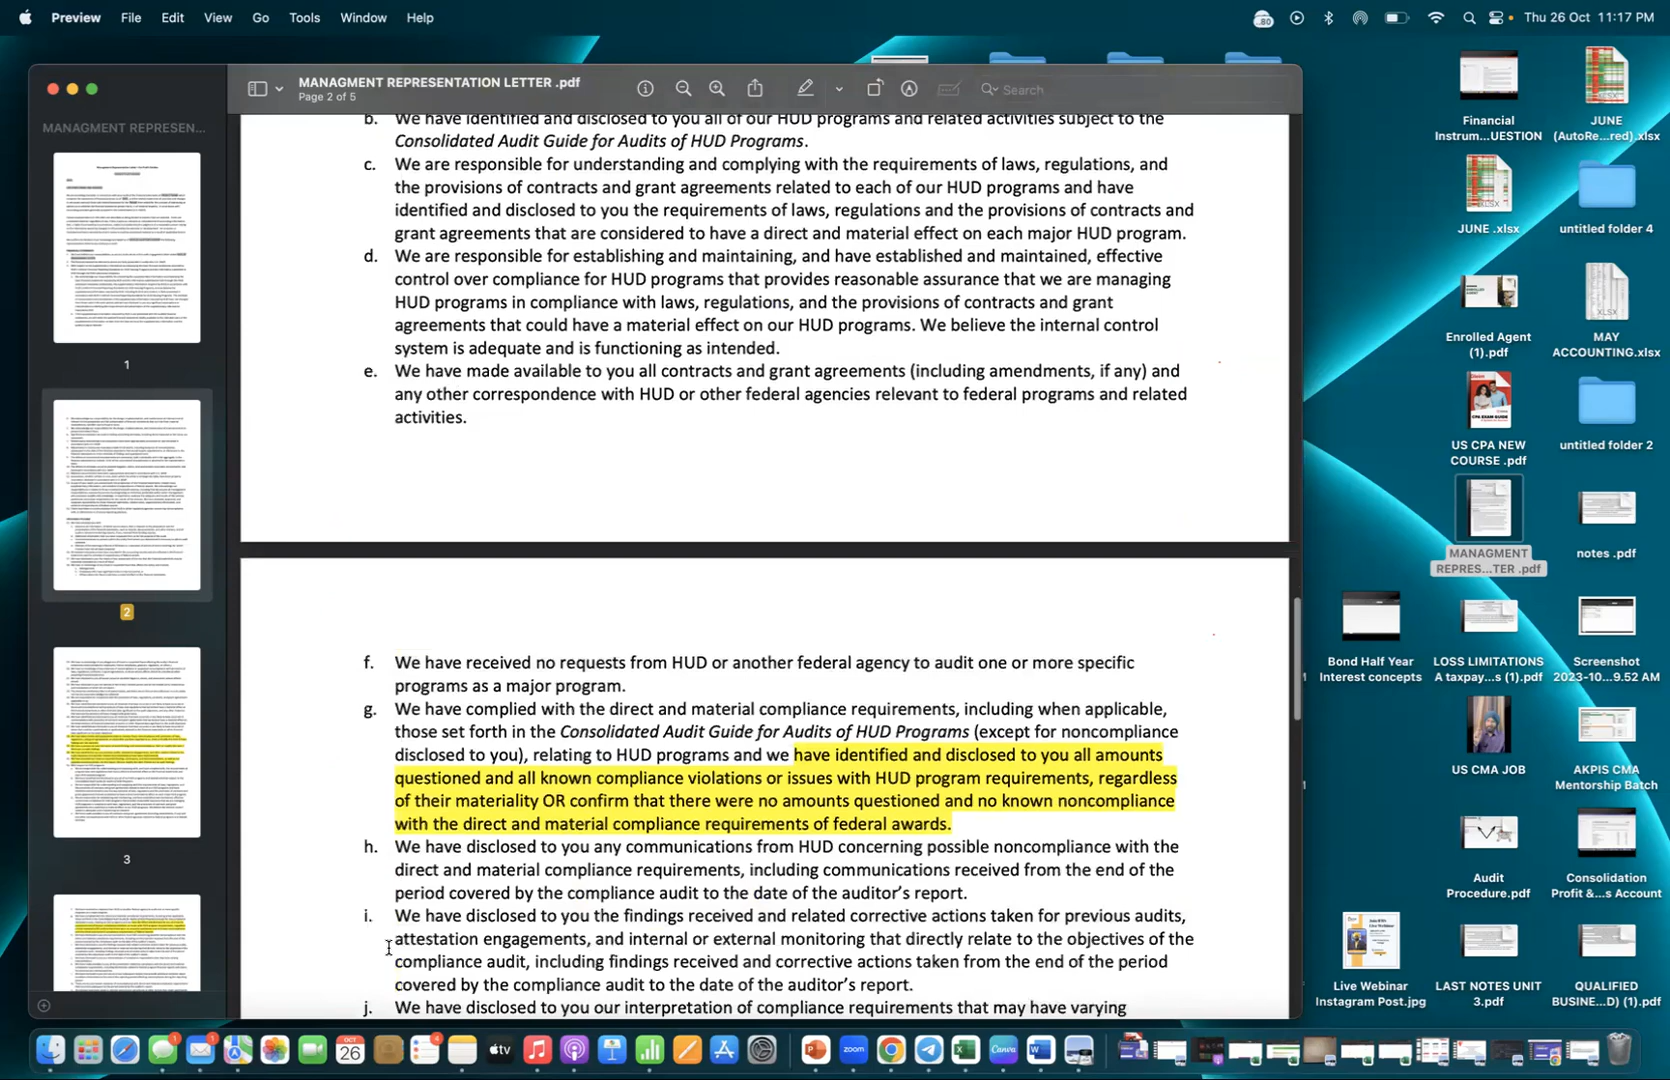 Preview File Edit View Go Tools Window Help
80
Thu 26 Oct 11:17 PM
MANAGMENT REPRESENTATION LETTER .pdf
Page 2 of 5
Search
MANAGMENT REPRESEN...
1
2
3
b. We have identified and disclosed to you all of our HUD programs and related activities subject to the
Consolidated Audit Guide for Audits of HUD Programs.
c. We are responsible for understanding and complying with the requirements of laws, regulations, and
the provisions of contracts and grant agreements related to each of our HUD programs and have
identified and disclosed to you the requirements of laws, regulations and the provisions of contracts and
grant agreements that are considered to have a direct and material effect on each major HUD program.
d. We are responsible for establishing and maintaining, and have established and maintained, effective
control over compliance for HUD programs that provides reasonable assurance that we are managing
HUD programs in compliance with laws, regulations, and the provisions of contracts and grant
agreements that could have a material effect on our HUD programs. We believe the internal control
system is adequate and is functioning as intended.
e. We have made available to you all contracts and grant agreements (including amendments, if any) and
any other correspondence with HUD or other federal agencies relevant to federal programs and related
activities.
f. We have received no requests from HUD or another federal agency to audit one or more specific
programs as a major program.
g. We have complied with the direct and material compliance requirements, including when applicable,
those set forth in the Consolidated Audit Guide for Audits of HUD Programs (except for noncompliance
disclosed to you), relating to HUD programs and we have identified and disclosed to you all amounts
questioned and all known compliance violations or issues with HUD program requirements, regardless
of their materiality OR confirm that there were no amounts questioned and no known noncompliance
with the direct and material compliance requirements of federal awards.
h. We have disclosed to you any communications from HUD concerning possible noncompliance with the
direct and material compliance requirements, including communications received from the end of the
period covered by the compliance audit to the date of the auditor's report.
i. We have disclosed to you the findings received and related corrective actions taken for previous audits,
attestation engagements, and internal or external monitoring that directly relate to the objectives of the
compliance audit, including findings received and corrective actions taken from the end of the period
covered by the compliance audit to the date of the auditor's report.
j. We have disclosed to you our interpretation of compliance requirements that may have varying
Financial
Instrum...UESTION
JUNE
(AutoRe...red).xlsx
XLSX
JUNE .xlsx
untitled folder 4
XLSX
Enrolled Agent
(1).pdf
MAY
ACCOUNTING.xlsx
US CPA NEW
COURSE .pdf
untitled folder 2
MANAGMENT
REPRES...TER .pdf
notes .pdf
Bond Half Year
Interest concepts
LOSS LIMITATIONS
A taxpay...s (1).pdf
Screenshot
2023-10...9.52 AM
US CMA JOB
AKPIS CMA
Mentorship Batch
Audit
Procedure.pdf
Consolidation
Profit &...s Account
Live Webinar
Instagram Post.jpg
LAST NOTES UNIT
3.pdf
QUALIFIED
BUSINE...D) (1).pdf
1
1
OCT
26
4
tv
zoom
Canva